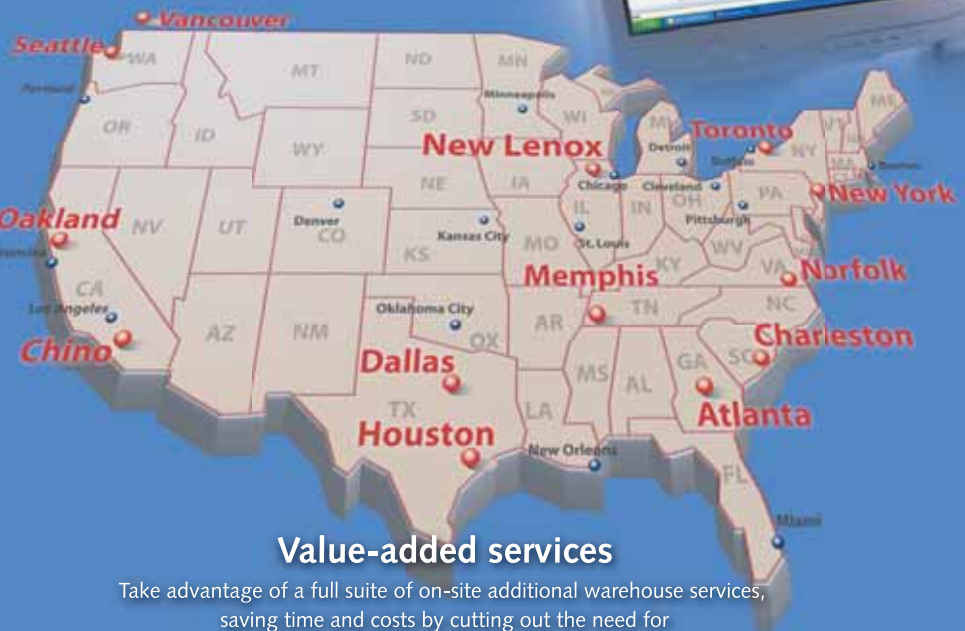 Vancouver
Seattle
WA
MT
ND
MN
Minneapolis
OR
ID
SD
WI
MI
ME
VT
Toronto
New Lenox
WY
Detroit
Buffalo
NY
MA
Boston
NE
IA
Chicago
Cleveland
PA
New York
Oakland
NV
UT
Denver
CO
Kansas City
IL
IN
OH
Pittsburgh
KS
MO
St. Louis
WV
KY
VA
Norfolk
Memphis
CA
Los Angeles
Oklahoma City
TN
NC
AZ
NM
OX
AR
Charleston
Chino
Dallas
MS
AL
GA
SC
TX
LA
Atlanta
Houston
New Orleans
FL
Miami
Value-added services
Take advantage of a full suite of on-site additional warehouse services,
saving time and costs by cutting out the need for